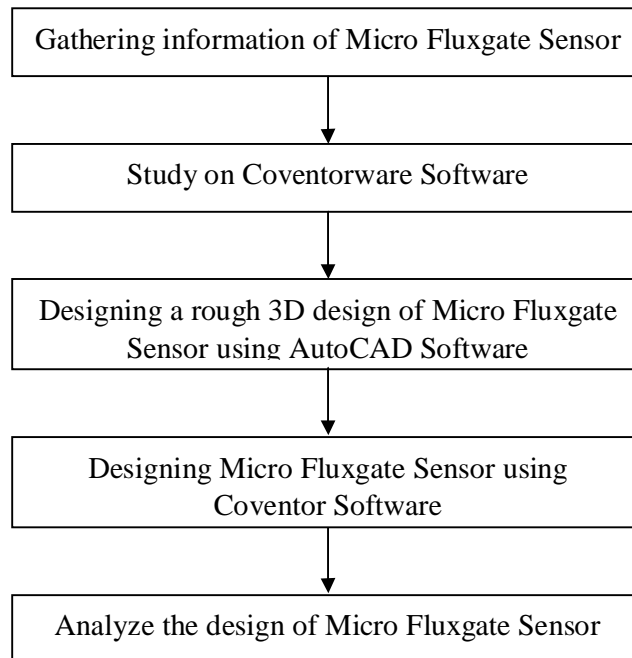 Gathering information of Micro Fluxgate Sensor
Study on Coventorware Software
Designing a rough 3D design of Micro Fluxgate
Sensor using AutoCAD Software
Designing Micro Fluxgate Sensor using
Coventor Software
Analyze the design of Micro Fluxgate Sensor